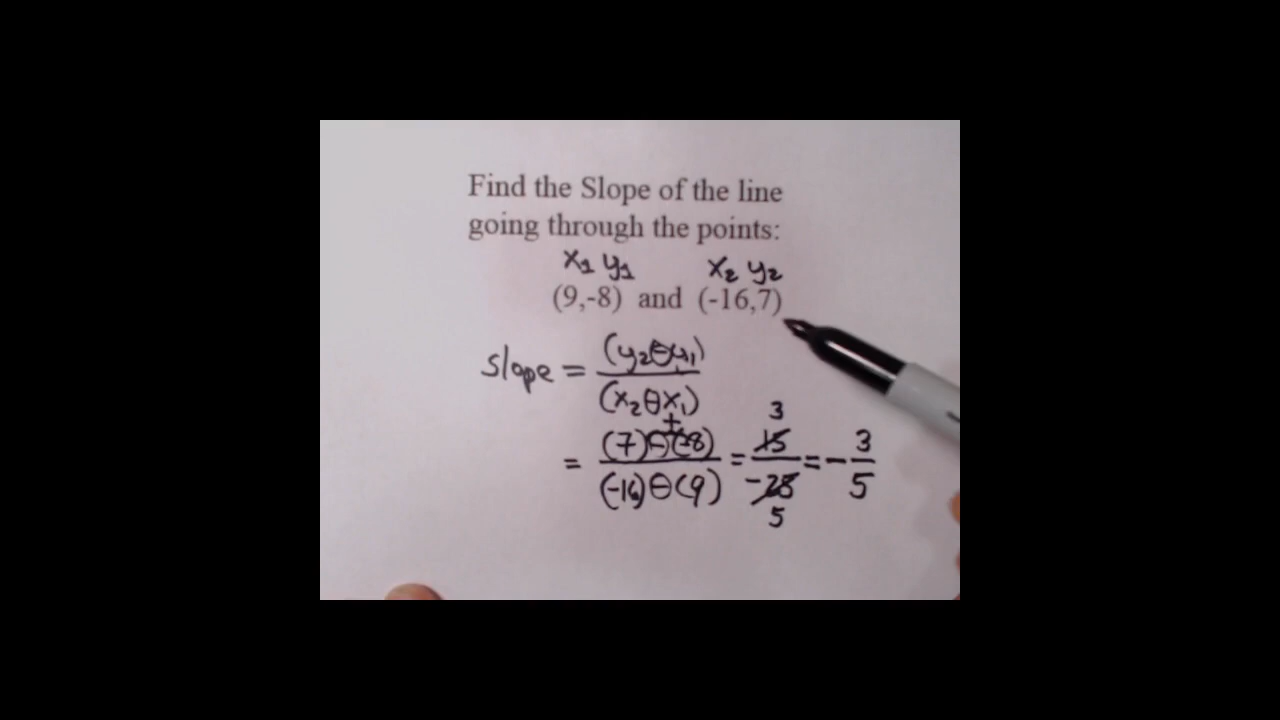 Find the Slope of the line
going through the points:
x₁ y₁ x₂ y₂
(9,-8) and (-16,7)
slope = (y₂⊖y₁) / (x₂⊖x₁)
= (7)⊖(-8) / (-16)⊖(9) = 15 / -25 = -3/5
+
3
5